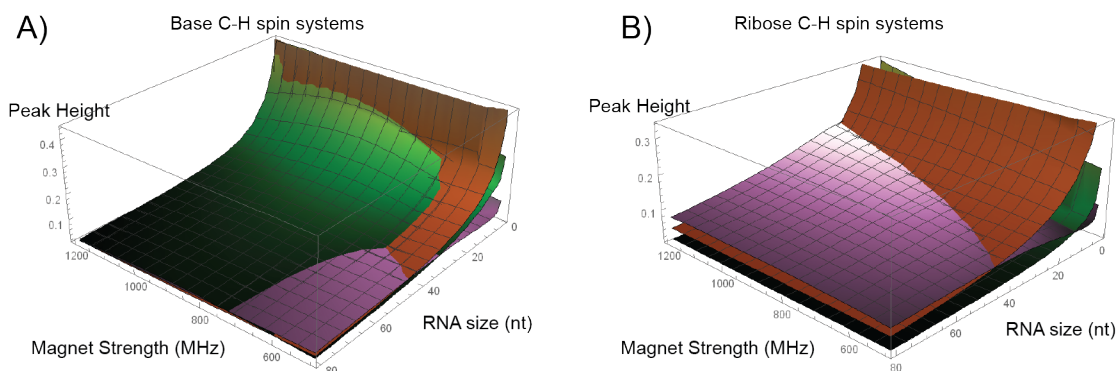 A)
Base C-H spin systems
Peak Height
0.4
0.3
0.2
0.1
1200
1000
800
600
Magnet Strength (MHz)
0
20
40
60
80
RNA size (nt)
B)
Ribose C-H spin systems
Peak Height
0.3
0.2
0.1
1200
1000
800
600
Magnet Strength (MHz)
0
20
40
60
80
RNA size (nt)